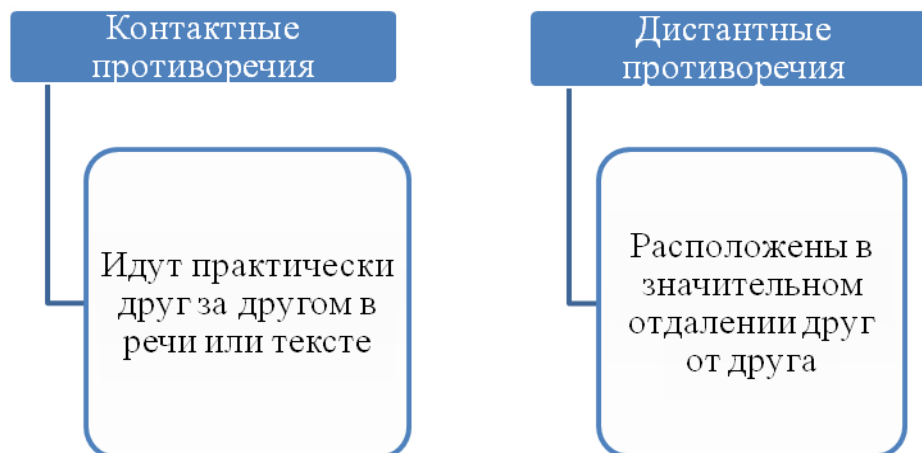 Контактные
противоречия
Идут практически
друг за другом в
речи или тексте
Дистантные
противоречия
Расположены в
значительном
отдалении друг
от друга